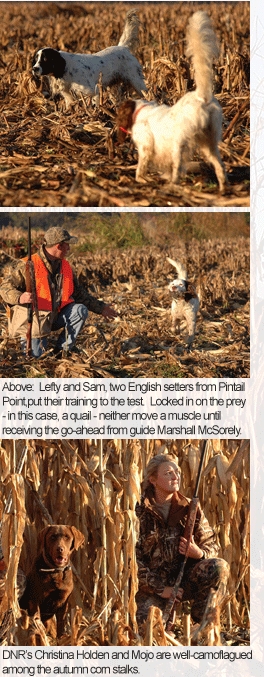 Above:  Lefty and Sam, two English setters from Pintail
Point,put their training to the test.  Locked in on the prey
- in this case, a quail - neither move a muscle until
receiving the go-ahead from guide Marshall McSorely.
DNR's Christina Holden and Mojo are well-camoflagued
among the autumn corn stalks.